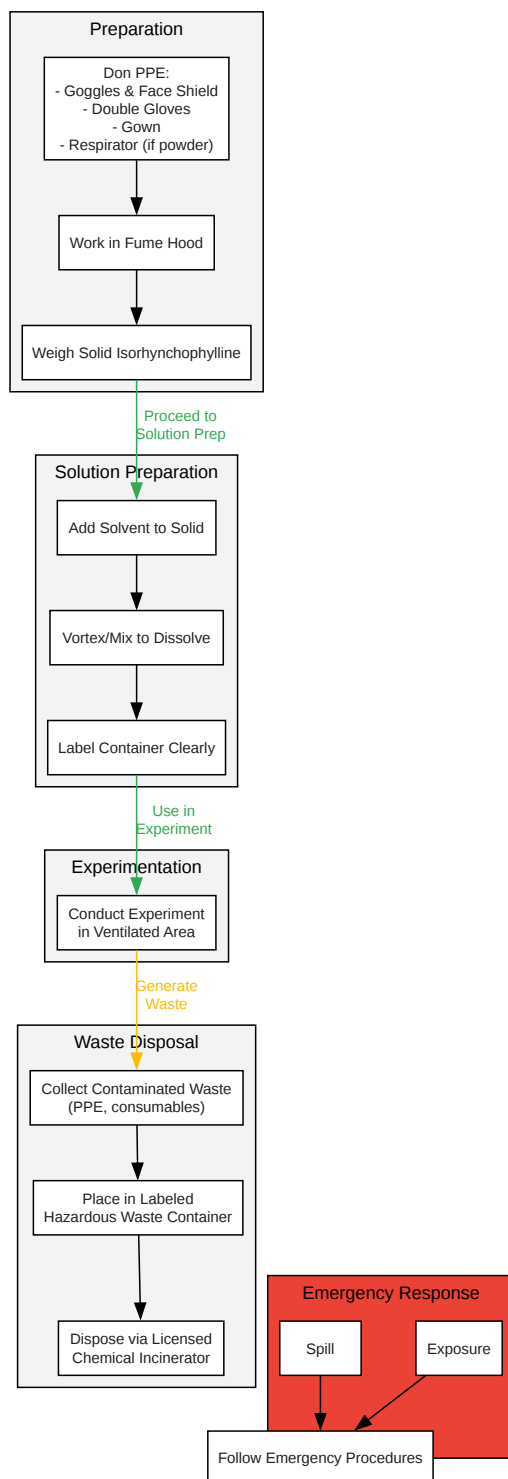 Preparation
Don PPE:
- Goggles & Face Shield
- Double Gloves
- Gown
- Respirator (if powder)
Work in Fume Hood
Weigh Solid Isorhynchophylline
Proceed to
Solution Prep
Solution Preparation
Add Solvent to Solid
Vortex/Mix to Dissolve
Label Container Clearly
Use in
Experiment
Experimentation
Conduct Experiment
in Ventilated Area
Generate
Waste
Waste Disposal
Collect Contaminated Waste
(PPE, consumables)
Place in Labeled
Hazardous Waste Container
Dispose via Licensed
Chemical Incinerator
Emergency Response
Spill
Exposure
Follow Emergency Procedures